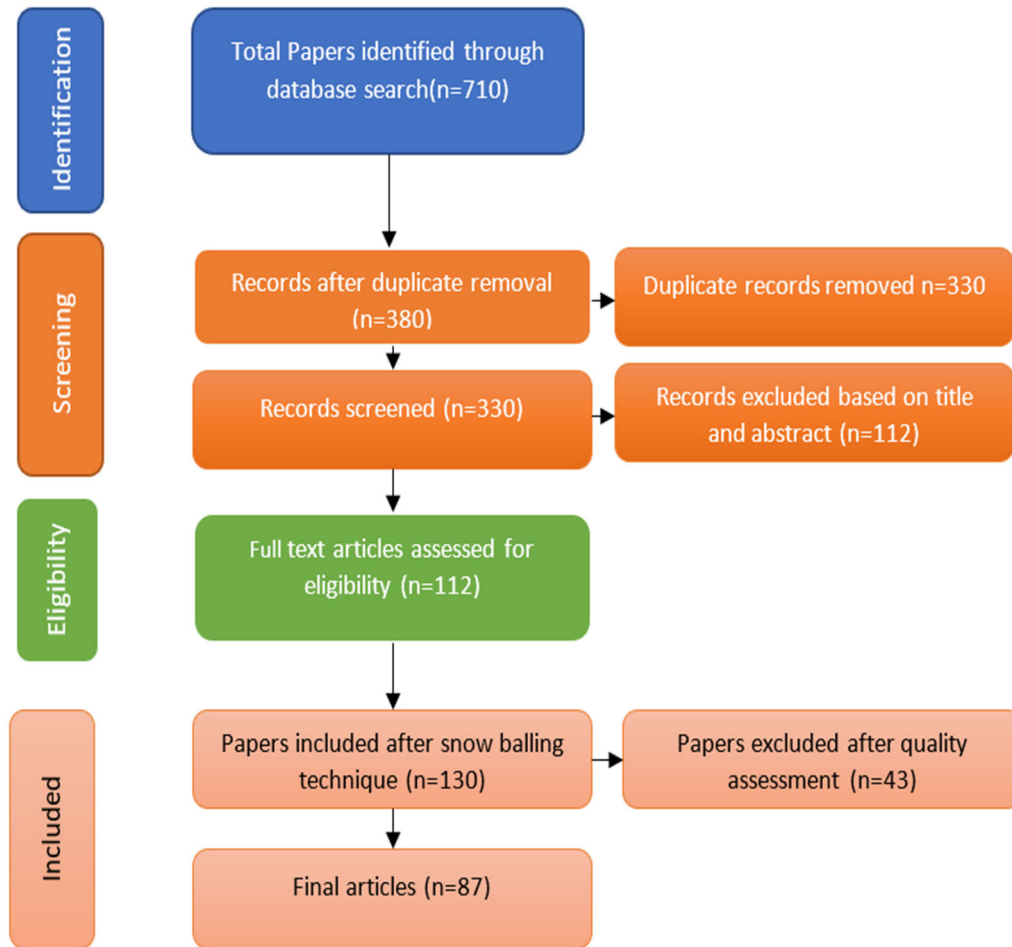 Identification
Total Papers identified through
database search(n=710)
Screening
Records after duplicate removal
(n=380)
Duplicate records removed n=330
Records screened (n=330)
Records excluded based on title
and abstract (n=112)
Eligibility
Full text articles assessed for
eligibility (n=112)
Included
Papers included after snow balling
technique (n=130)
Papers excluded after quality
assessment (n=43)
Final articles (n=87)